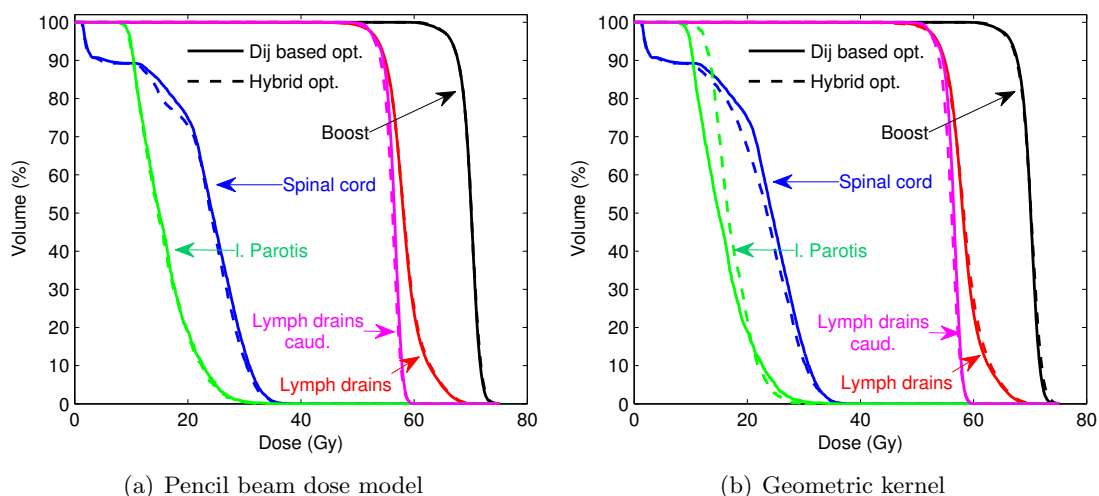 100
90
80
70
60
50
40
30
20
10
0
Volume (%)
Dij based opt.
Hybrid opt.
Boost
Spinal cord
l. Parotis
Lymph drains
caud.
Lymph drains
0 20 40 60 80
Dose (Gy)
(a) Pencil beam dose model
100
90
80
70
60
50
40
30
20
10
0
Volume (%)
Dij based opt.
Hybrid opt.
Boost
Spinal cord
l. Parotis
Lymph drains
caud.
Lymph drains
0 20 40 60 80
Dose (Gy)
(b) Geometric kernel